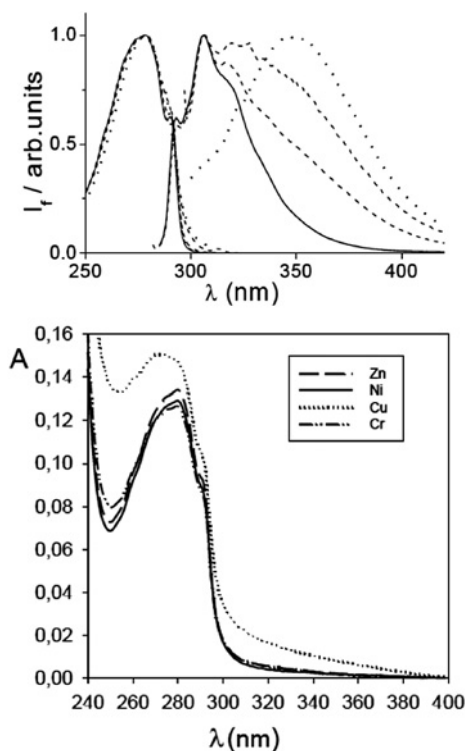 I_f / arb.units
1.0
0.5
0.0
250 300 350 400
λ (nm)
A
0,16
0,14
0,12
0,10
0,08
0,06
0,04
0,02
0,00
Zn
Ni
Cu
Cr
240 260 280 300 320 340 360 380 400
λ (nm)